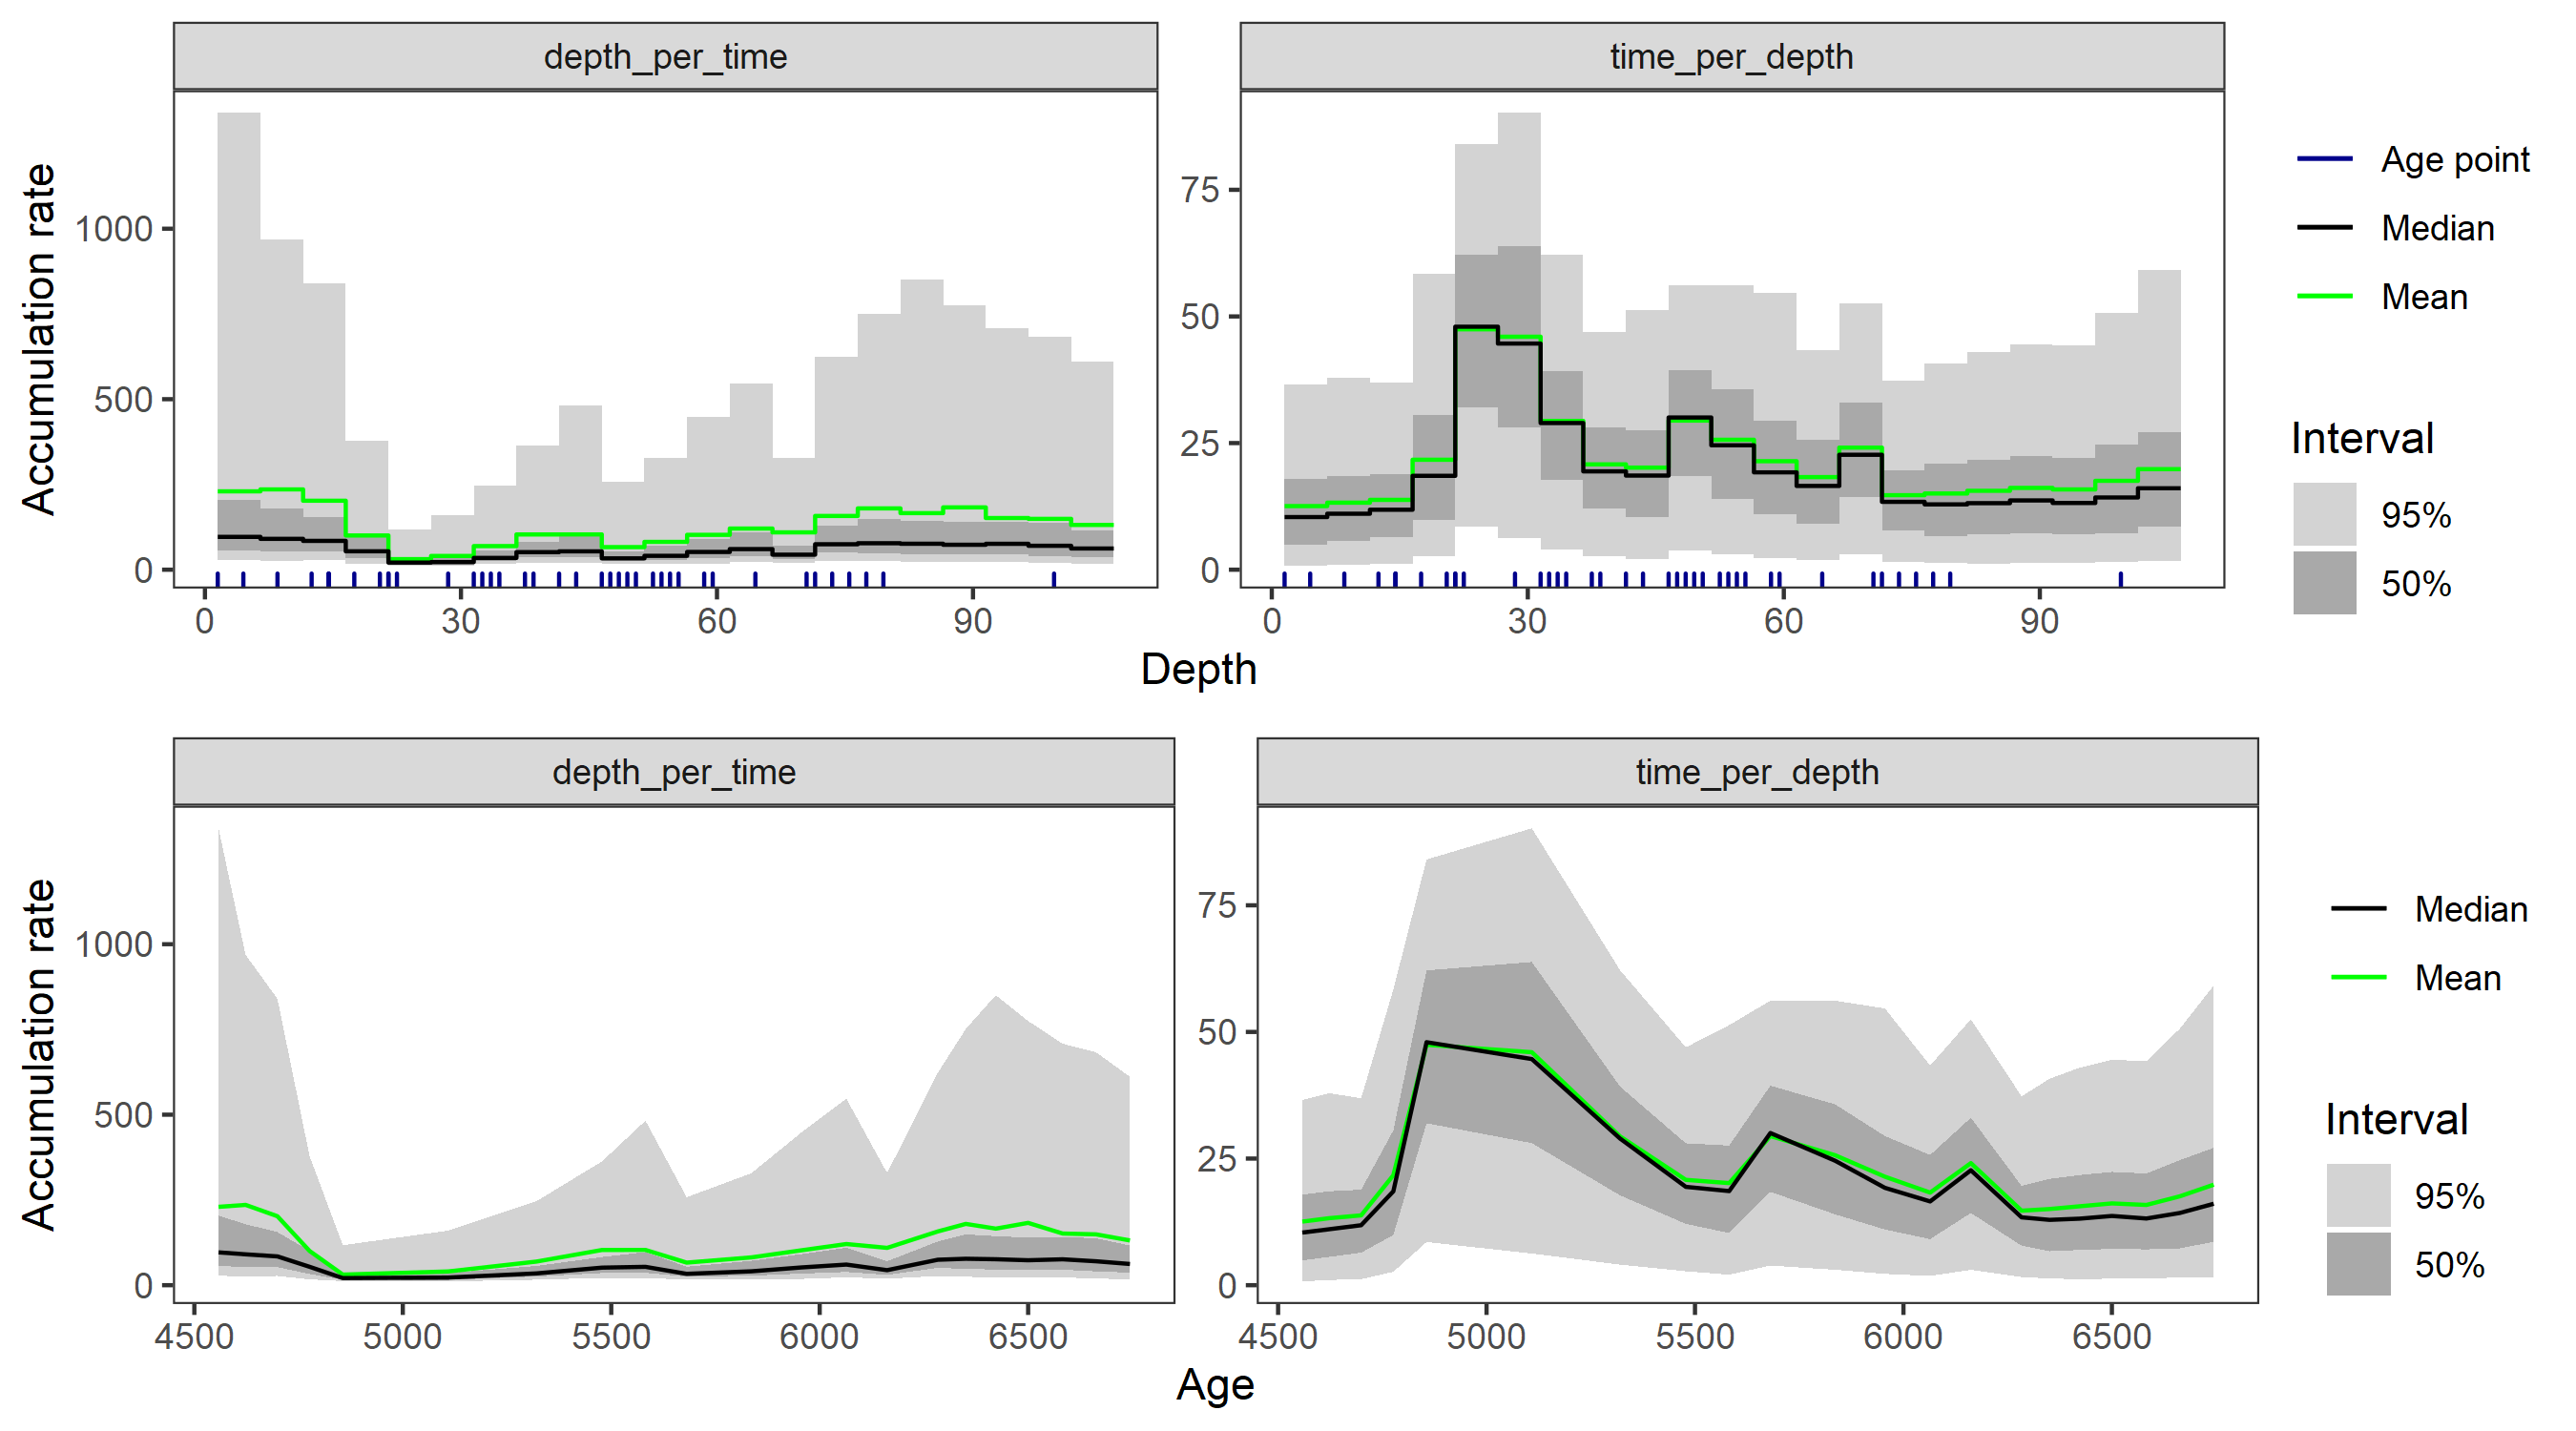 depth_per_time
time_per_depth
Accumulation rate
1000
500
0
75
50
25
0
0 30 60 90
0 30 60 90
Depth
Age point
Median
Mean
Interval
95%
50%
depth_per_time
time_per_depth
Accumulation rate
1000
500
0
75
50
25
0
4500 5000 5500 6000 6500
4500 5000 5500 6000 6500
Age
Median
Mean
Interval
95%
50%